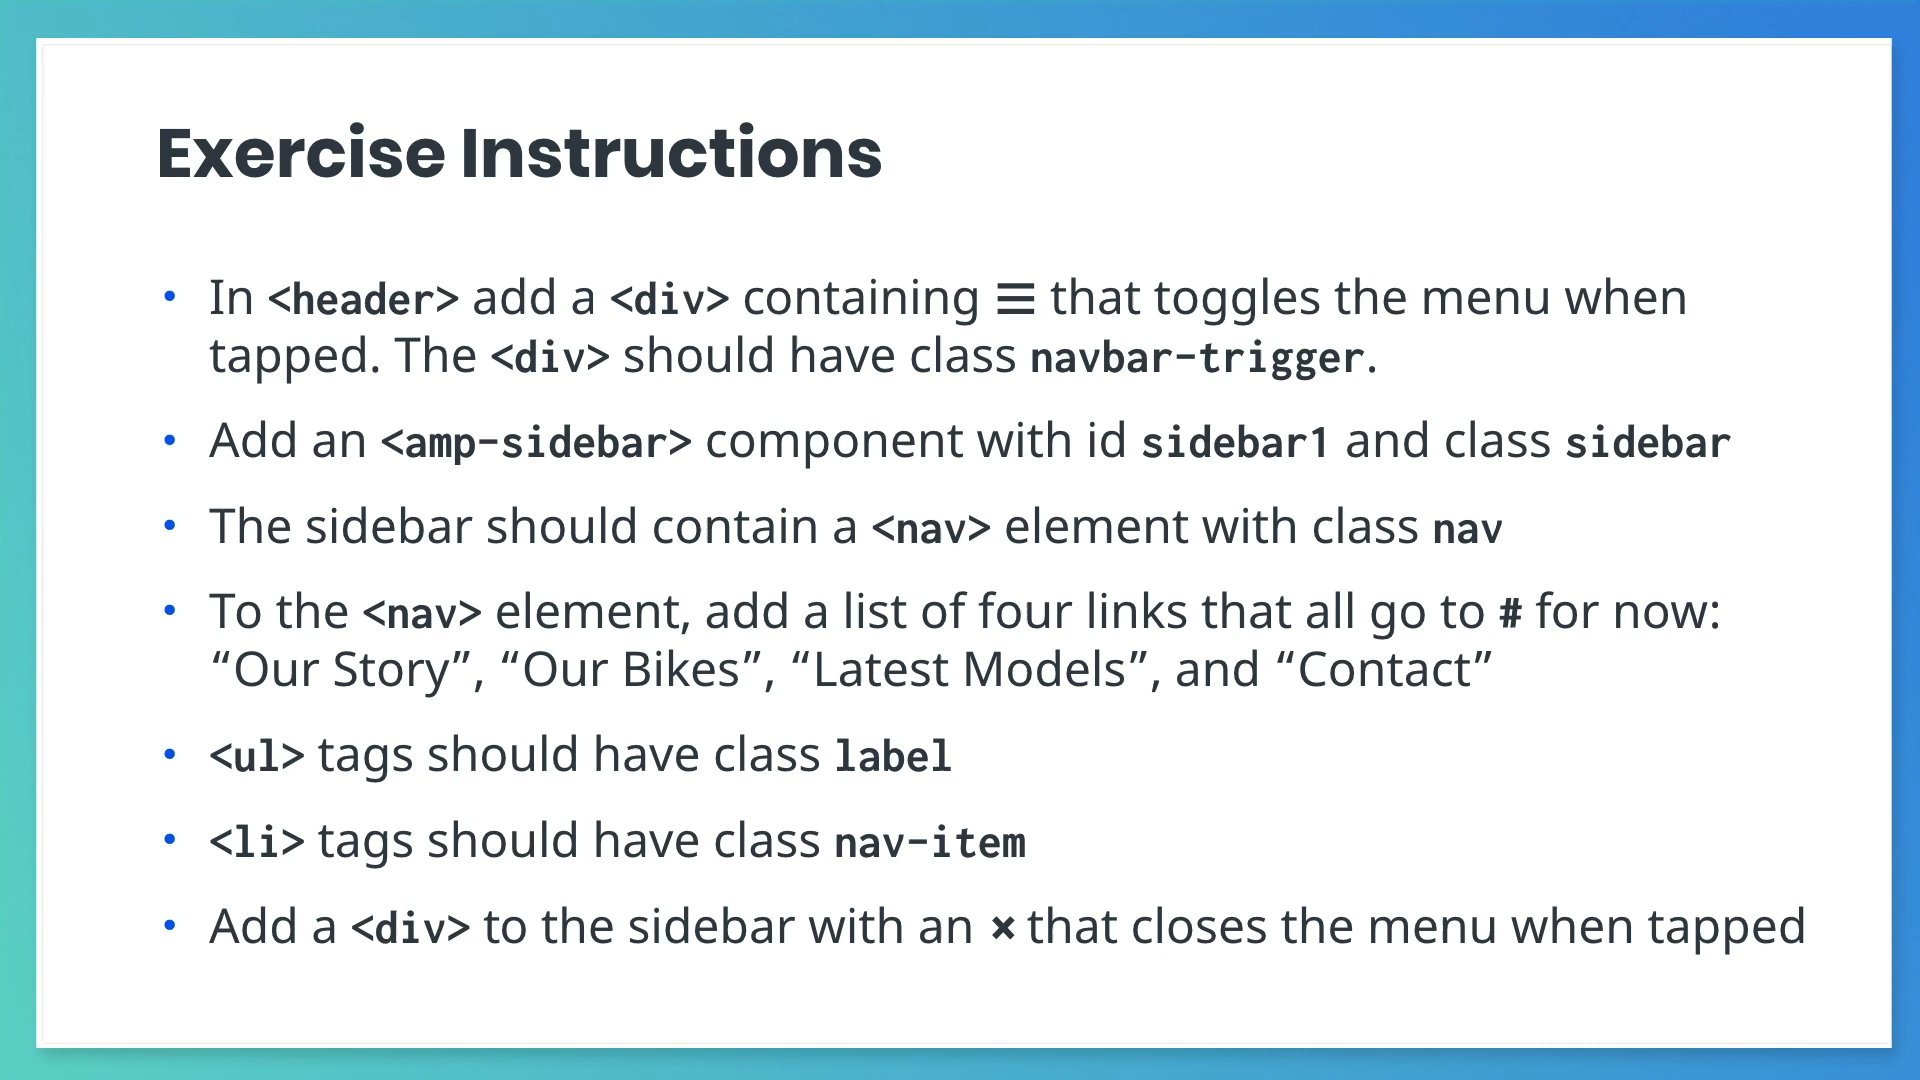 Exercise Instructions
• In <header> add a <div> containing ☰ that toggles the menu when
tapped. The <div> should have class navbar-trigger.
• Add an <amp-sidebar> component with id sidebar1 and class sidebar
• The sidebar should contain a <nav> element with class nav
• To the <nav> element, add a list of four links that all go to # for now:
“Our Story”, “Our Bikes”, “Latest Models”, and “Contact”
• <ul> tags should have class label
• <li> tags should have class nav-item
• Add a <div> to the sidebar with an × that closes the menu when tapped